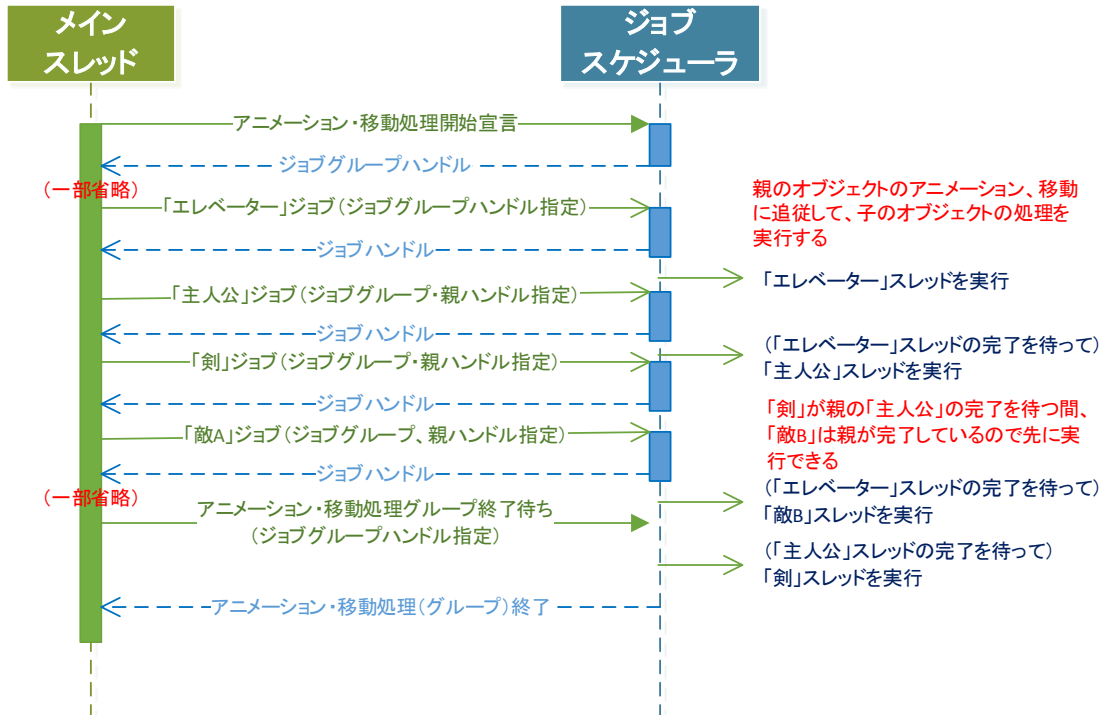 メイン
スレッド
ジョブ
スケジューラ
アニメーション・移動処理開始宣言
ジョブグループハンドル
(一部省略)
「エレベーター」ジョブ(ジョブグループハンドル指定)
親のオブジェクトのアニメーション、移動
に追従して、子のオブジェクトの処理を
実行する
ジョブハンドル
「エレベーター」スレッドを実行
「主人公」ジョブ(ジョブグループ・親ハンドル指定)
ジョブハンドル
(「エレベーター」スレッドの完了を待って)
「主人公」スレッドを実行
「剣」ジョブ(ジョブグループ・親ハンドル指定)
ジョブハンドル
「剣」が親の「主人公」の完了を待つ間、
「敵B」は親が完了しているので先に実
行できる
「敵A」ジョブ(ジョブグループ、親ハンドル指定)
ジョブハンドル
(一部省略)
(「エレベーター」スレッドの完了を待って)
「敵B」スレッドを実行
アニメーション・移動処理グループ終了待ち
(ジョブグループハンドル指定)
(「主人公」スレッドの完了を待って)
「剣」スレッドを実行
アニメーション・移動処理(グループ)終了